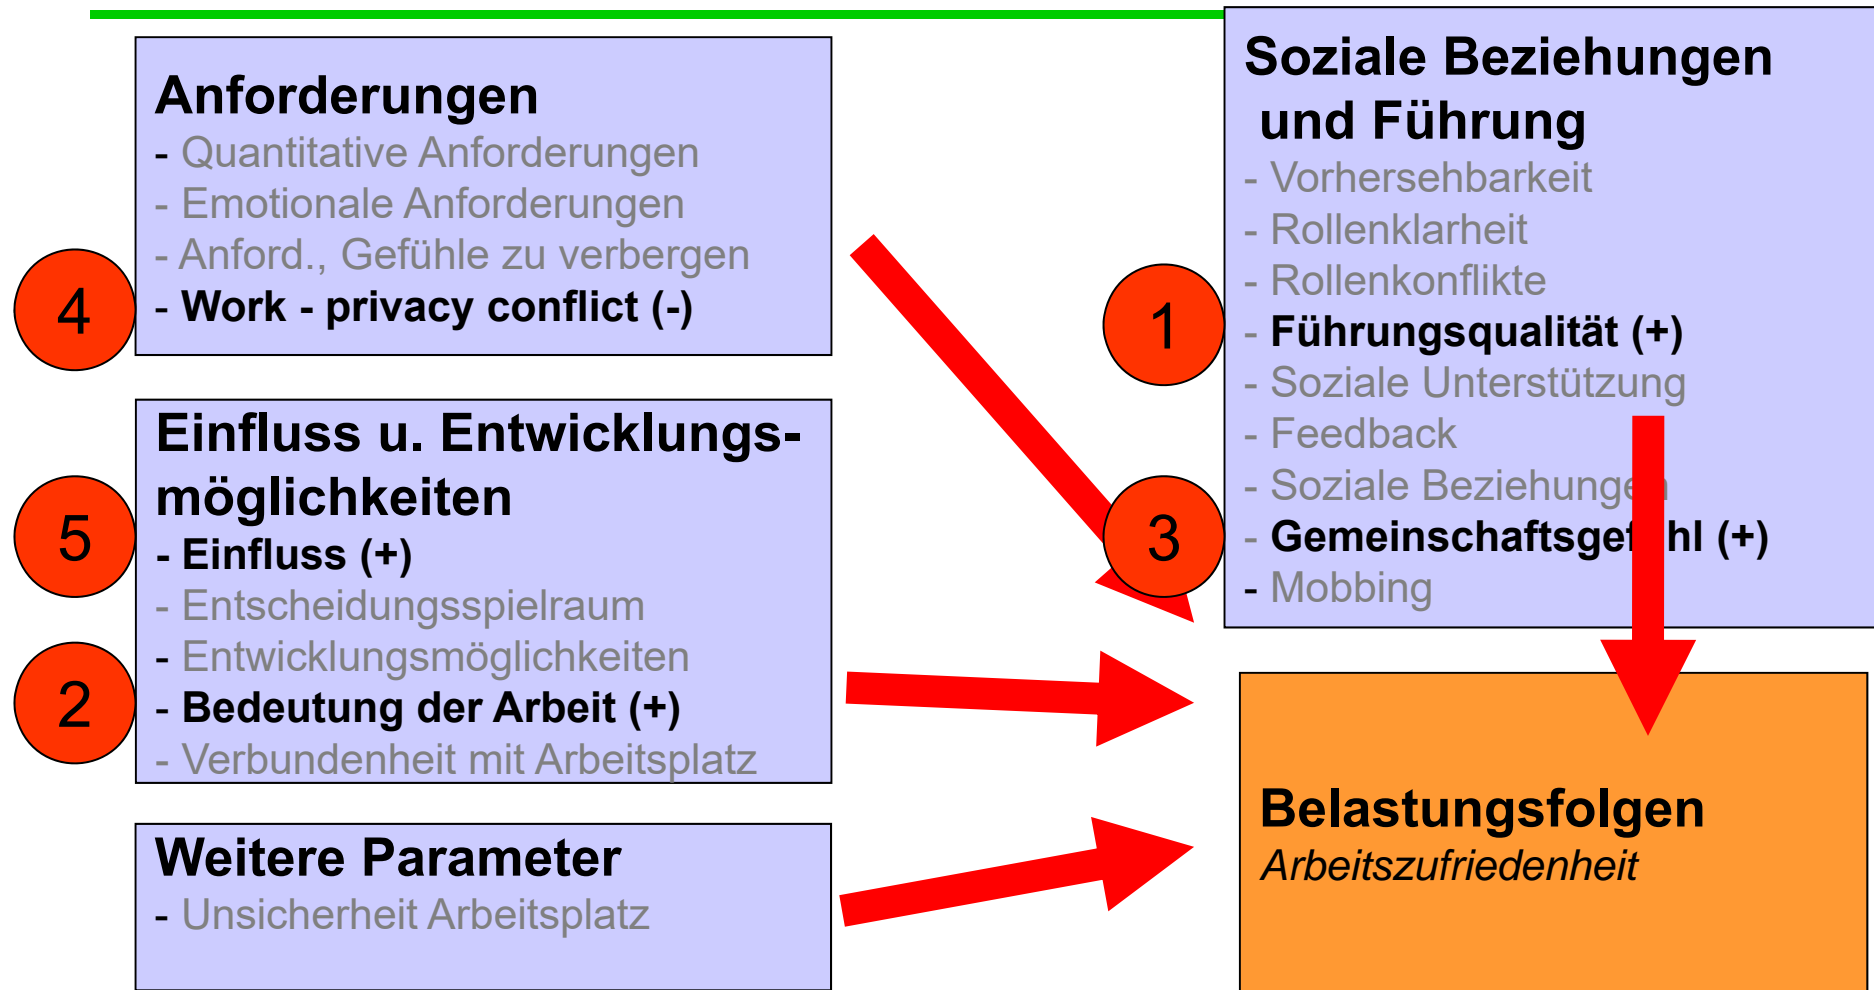 Anforderungen
- Quantitative Anforderungen
- Emotionale Anforderungen
- Anford., Gefühle zu verbergen
- Work - privacy conflict (-)
4
Einfluss u. Entwicklungs-
möglichkeiten
- Einfluss (+)
- Entscheidungsspielraum
- Entwicklungsmöglichkeiten
- Bedeutung der Arbeit (+)
- Verbundenheit mit Arbeitsplatz
5
2
Weitere Parameter
- Unsicherheit Arbeitsplatz
Soziale Beziehungen
und Führung
- Vorhersehbarkeit
- Rollenklarheit
- Rollenkonflikte
- Führungsqualität (+)
- Soziale Unterstützung
- Feedback
- Soziale Beziehungen
- Gemeinschaftsgefühl (+)
- Mobbing
1
3
Belastungsfolgen
Arbeitszufriedenheit